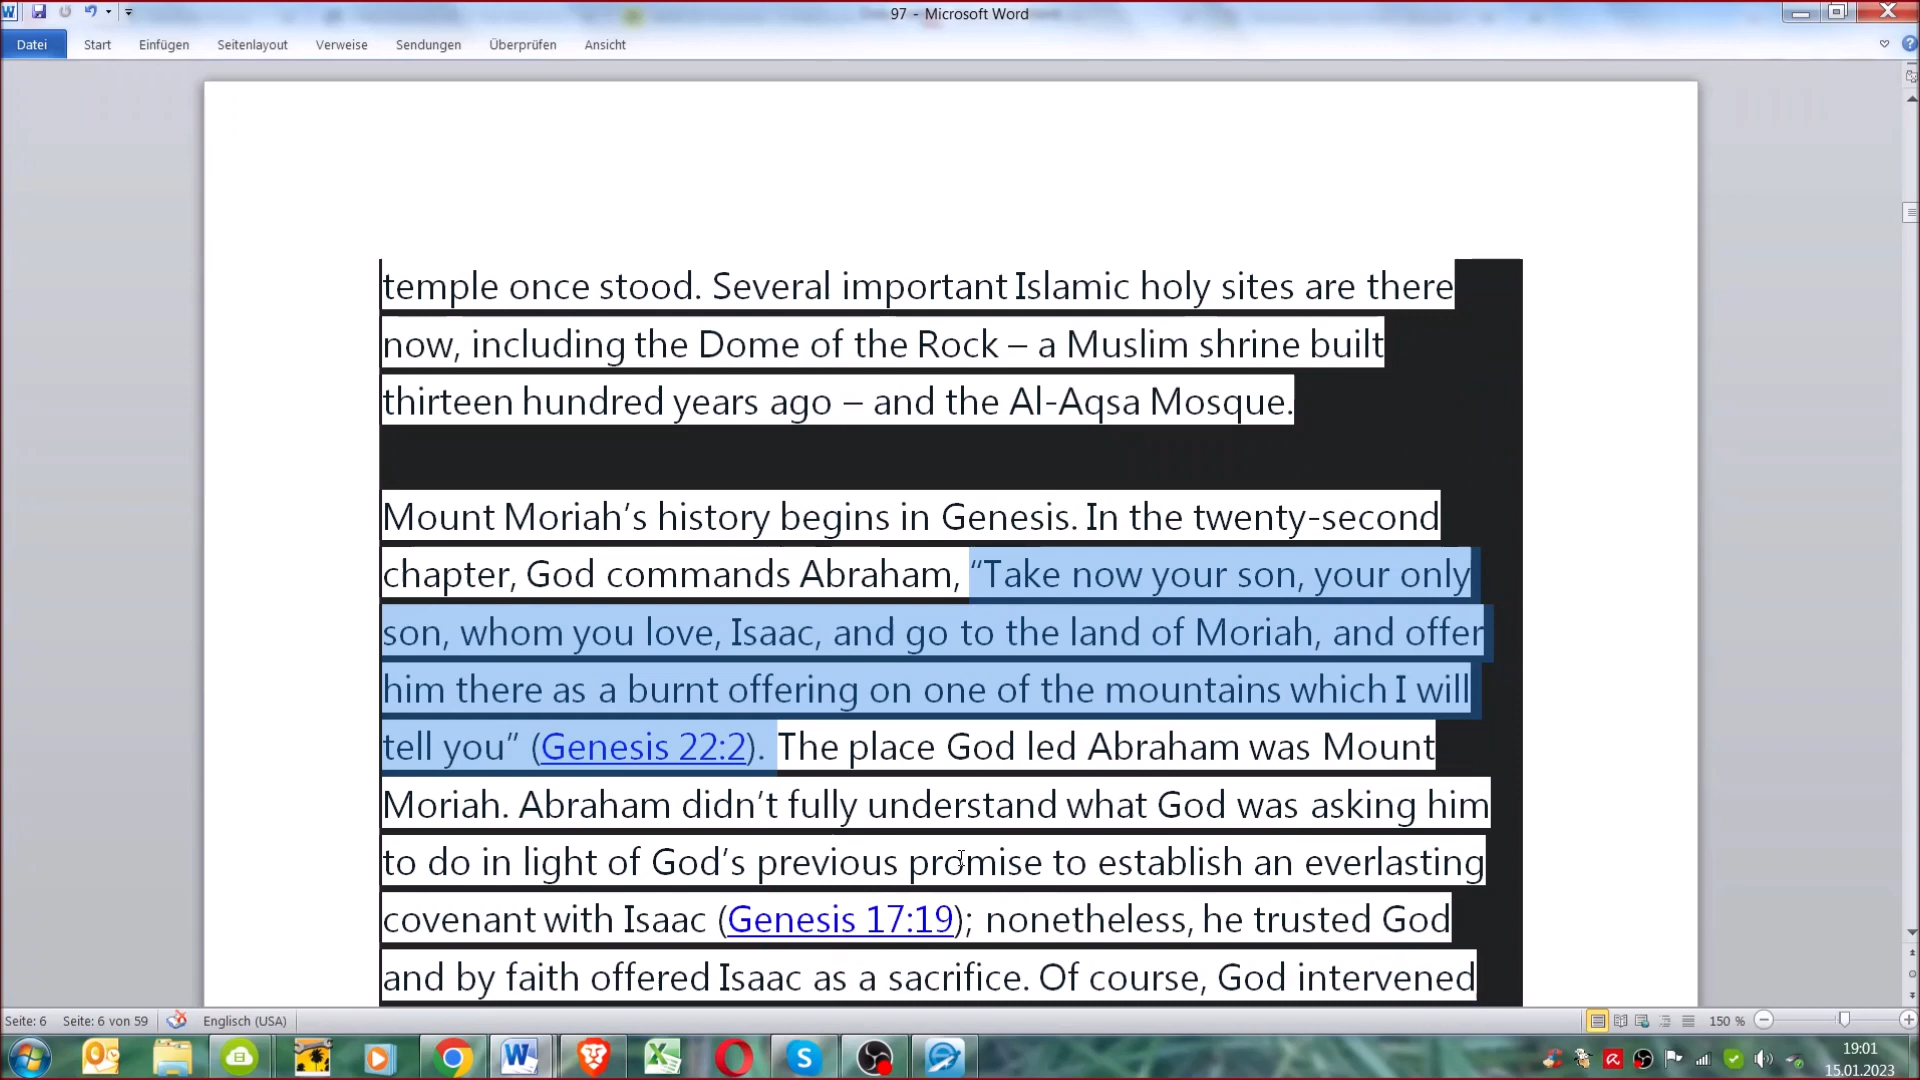 97 - Microsoft Word
Datei Start Einfügen Seitenlayout Verweise Sendungen Überprüfen Ansicht
temple once stood. Several important Islamic holy sites are there
now, including the Dome of the Rock – a Muslim shrine built
thirteen hundred years ago – and the Al-Aqsa Mosque.
Mount Moriah’s history begins in Genesis. In the twenty-second
chapter, God commands Abraham, “Take now your son, your only
son, whom you love, Isaac, and go to the land of Moriah, and offer
him there as a burnt offering on one of the mountains which I will
tell you” (Genesis 22:2). The place God led Abraham was Mount
Moriah. Abraham didn’t fully understand what God was asking him
to do in light of God’s previous promise to establish an everlasting
covenant with Isaac (Genesis 17:19); nonetheless, he trusted God
and by faith offered Isaac as a sacrifice. Of course, God intervened
Seite: 6 Seite: 6 von 59 Englisch (USA) 150 %
19:01
15.01.2023